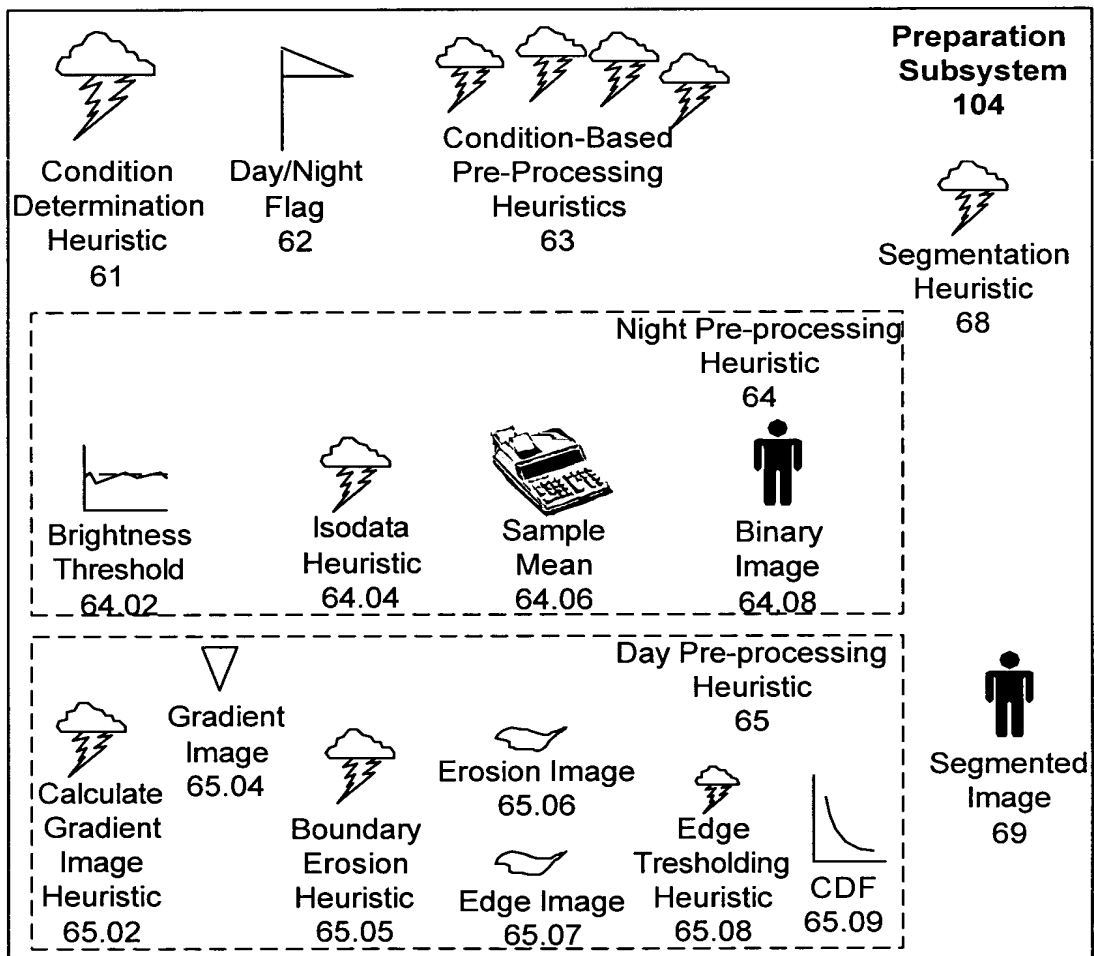 Preparation
Subsystem
104
Condition
Determination
Heuristic
61
Day/Night
Flag
62
Condition-Based
Pre-Processing
Heuristics
63
Segmentation
Heuristic
68
Night Pre-processing
Heuristic
64
Brightness
Threshold
64.02
Isodata
Heuristic
64.04
Sample
Mean
64.06
Binary
Image
64.08
Day Pre-processing
Heuristic
65
Calculate
Gradient
Image
Heuristic
65.02
Gradient
Image
65.04
Boundary
Erosion
Heuristic
65.05
Erosion Image
65.06
Edge Image
65.07
Edge
Tresholding
Heuristic
65.08
CDF
65.09
Segmented
Image
69